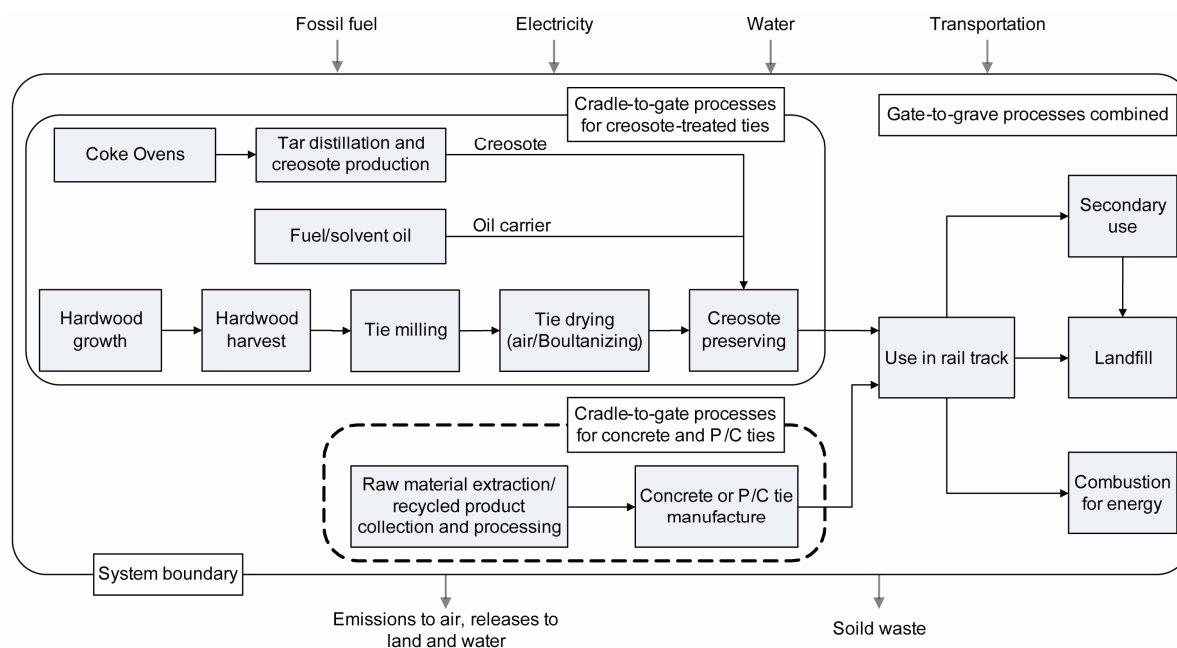 Fossil fuel
Electricity
Water
Transportation
Cradle-to-gate processes
for creosote-treated ties
Gate-to-grave processes combined
Coke Ovens
Tar distillation and
creosote production
Creosote
Fuel/solvent oil
Oil carrier
Secondary
use
Hardwood
growth
Hardwood
harvest
Tie milling
Tie drying
(air/Boultanizing)
Creosote
preserving
Use in rail track
Landfill
Cradle-to-gate processes
for concrete and P/C ties
Raw material extraction/
recycled product
collection and processing
Concrete or P/C tie
manufacture
Combustion
for energy
System boundary
Emissions to air, releases to
land and water
Soild waste